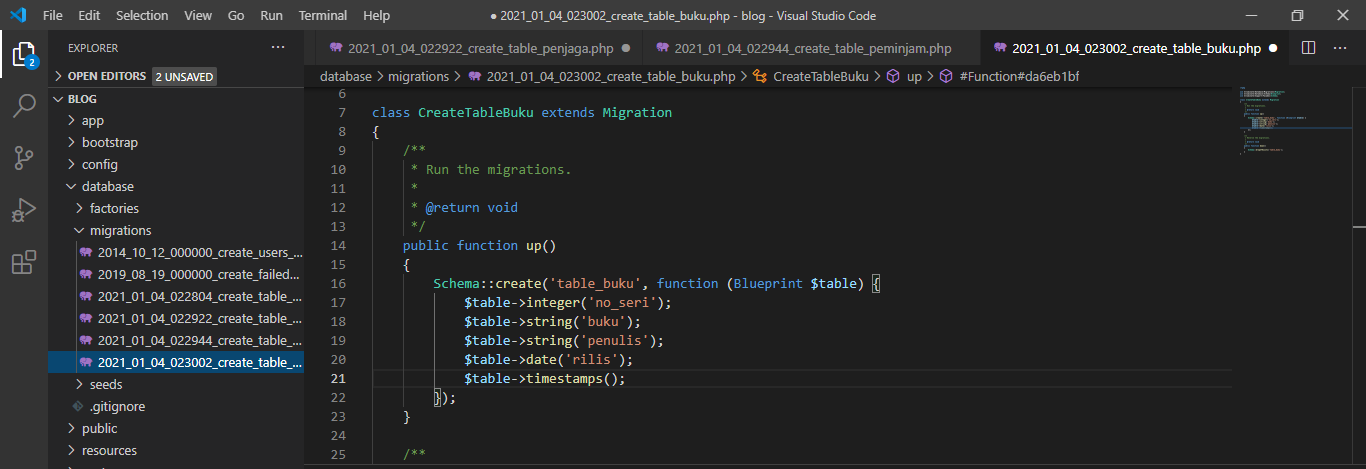 File Edit Selection View Go Run Terminal Help
● 2021_01_04_023002_create_table_buku.php - blog - Visual Studio Code
2
EXPLORER
OPEN EDITORS 2 UNSAVED
BLOG
app
bootstrap
config
database
factories
migrations
2014_10_12_000000_create_users_...
2019_08_19_000000_create_failed...
2021_01_04_022804_create_table_...
2021_01_04_022922_create_table_...
2021_01_04_022944_create_table_...
2021_01_04_023002_create_table_...
seeds
.gitignore
public
resources
2021_01_04_022922_create_table_penjaga.php ●
2021_01_04_022944_create_table_peminjam.php
2021_01_04_023002_create_table_buku.php ●
database > migrations > 2021_01_04_023002_create_table_buku.php > CreateTableBuku > up > #Function#da6eb1bf
6
7 class CreateTableBuku extends Migration
8 {
9 /**
10 * Run the migrations.
11 *
12 * @return void
13 */
14 public function up()
15 {
16 Schema::create('table_buku', function (Blueprint $table) {
17 $table->integer('no_seri');
18 $table->string('buku');
19 $table->string('penulis');
20 $table->date('rilis');
21 $table->timestamps();
22 });
23 }
24
25 /**